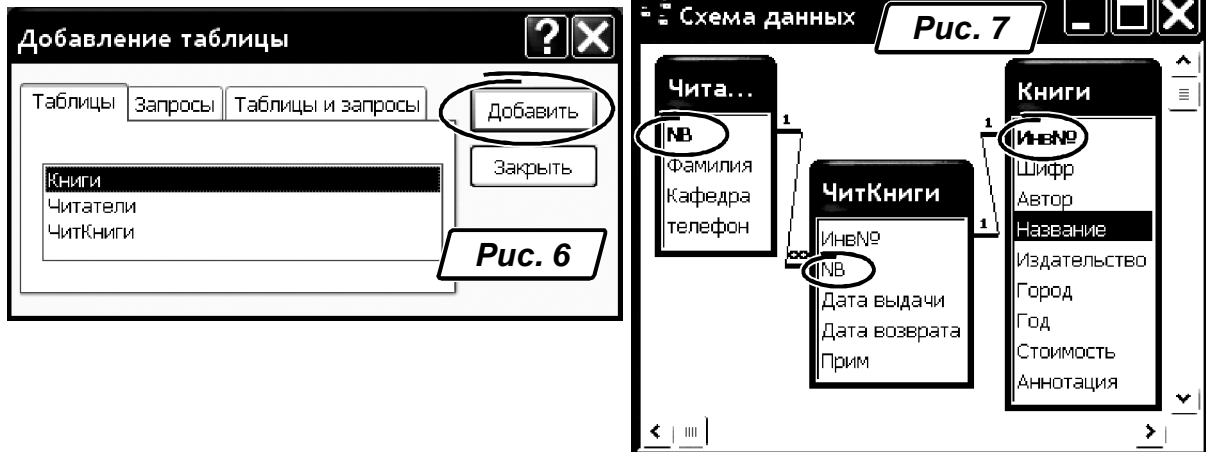 Добавление таблицы
Таблицы
Запросы
Таблицы и запросы
Добавить
Закрыть
Книги
Читатели
ЧитКниги
Рис. 6
Схема данных
Рис. 7
Чита...
NB
Фамилия
Кафедра
телефон
1
∞
ЧитКниги
ИнвNº
NB
Дата выдачи
Дата возврата
Прим
1
1
Книги
ИнвNº
Шифр
Автор
Название
Издательство
Город
Год
Стоимость
Аннотация